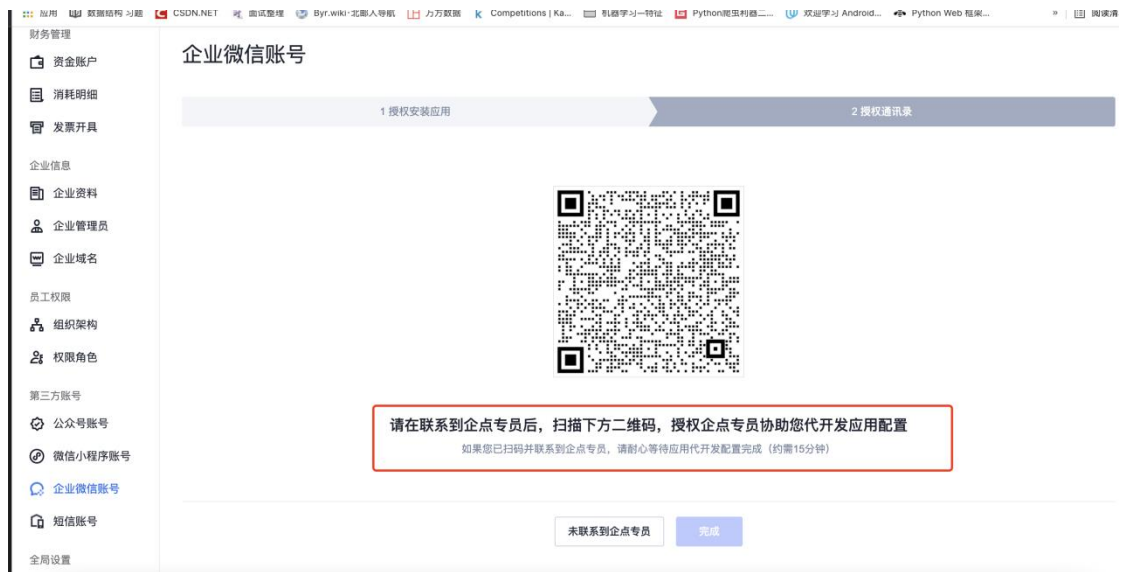 应用 数据结构 习题 CSDN.NET 面试整理 Byr.wiki·北邮人导航 万方数据 Competitions | Ka... 机器学习—特征 Python爬虫利器二... 欢迎学习 Android... Python Web 框架... » 阅读清
财务管理
资金账户
消耗明细
发票开具
企业信息
企业资料
企业管理员
企业域名
员工权限
组织架构
权限角色
第三方账号
公众号账号
微信小程序账号
企业微信账号
短信账号
全局设置
企业微信账号
1 授权安装应用
2 授权通讯录
请在联系到企点专员后，扫描下方二维码，授权企点专员协助您代开发应用配置
如果您已扫码并联系到企点专员，请耐心等待应用代开发配置完成（约需15分钟）
未联系到企点专员
完成